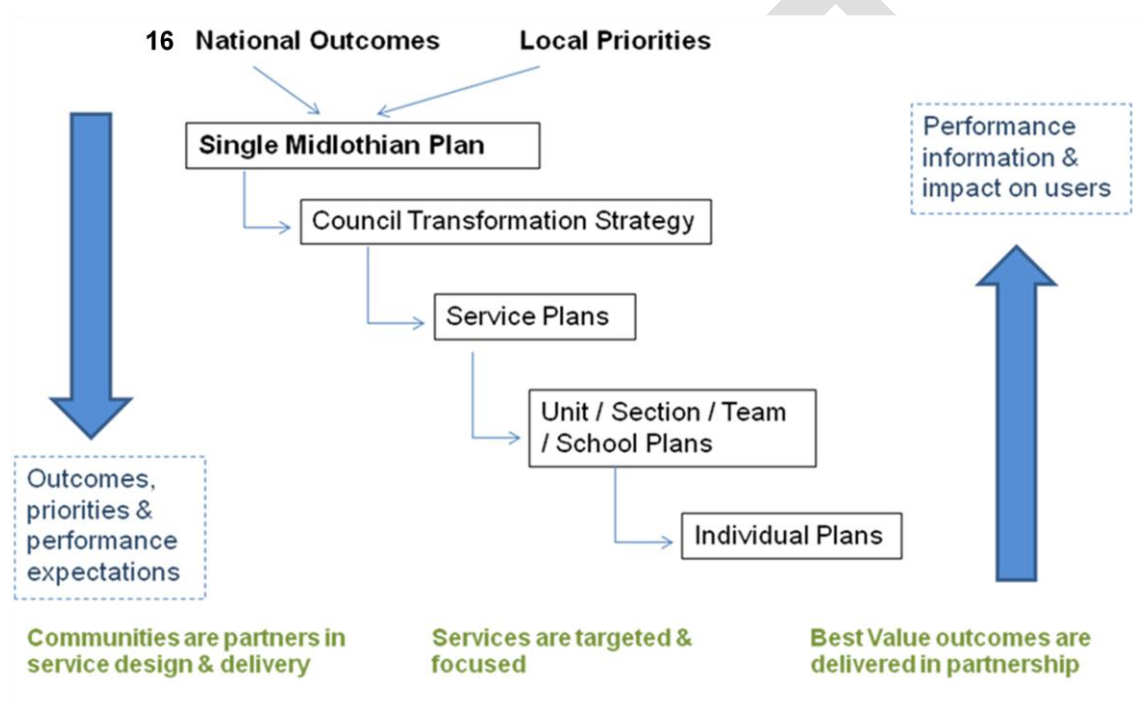 16 National Outcomes
Local Priorities
Single Midlothian Plan
Performance
information &
impact on users
Council Transformation Strategy
Service Plans
Unit / Section / Team
/ School Plans
Outcomes,
priorities &
performance
expectations
Individual Plans
Communities are partners in
service design & delivery
Services are targeted &
focused
Best Value outcomes are
delivered in partnership